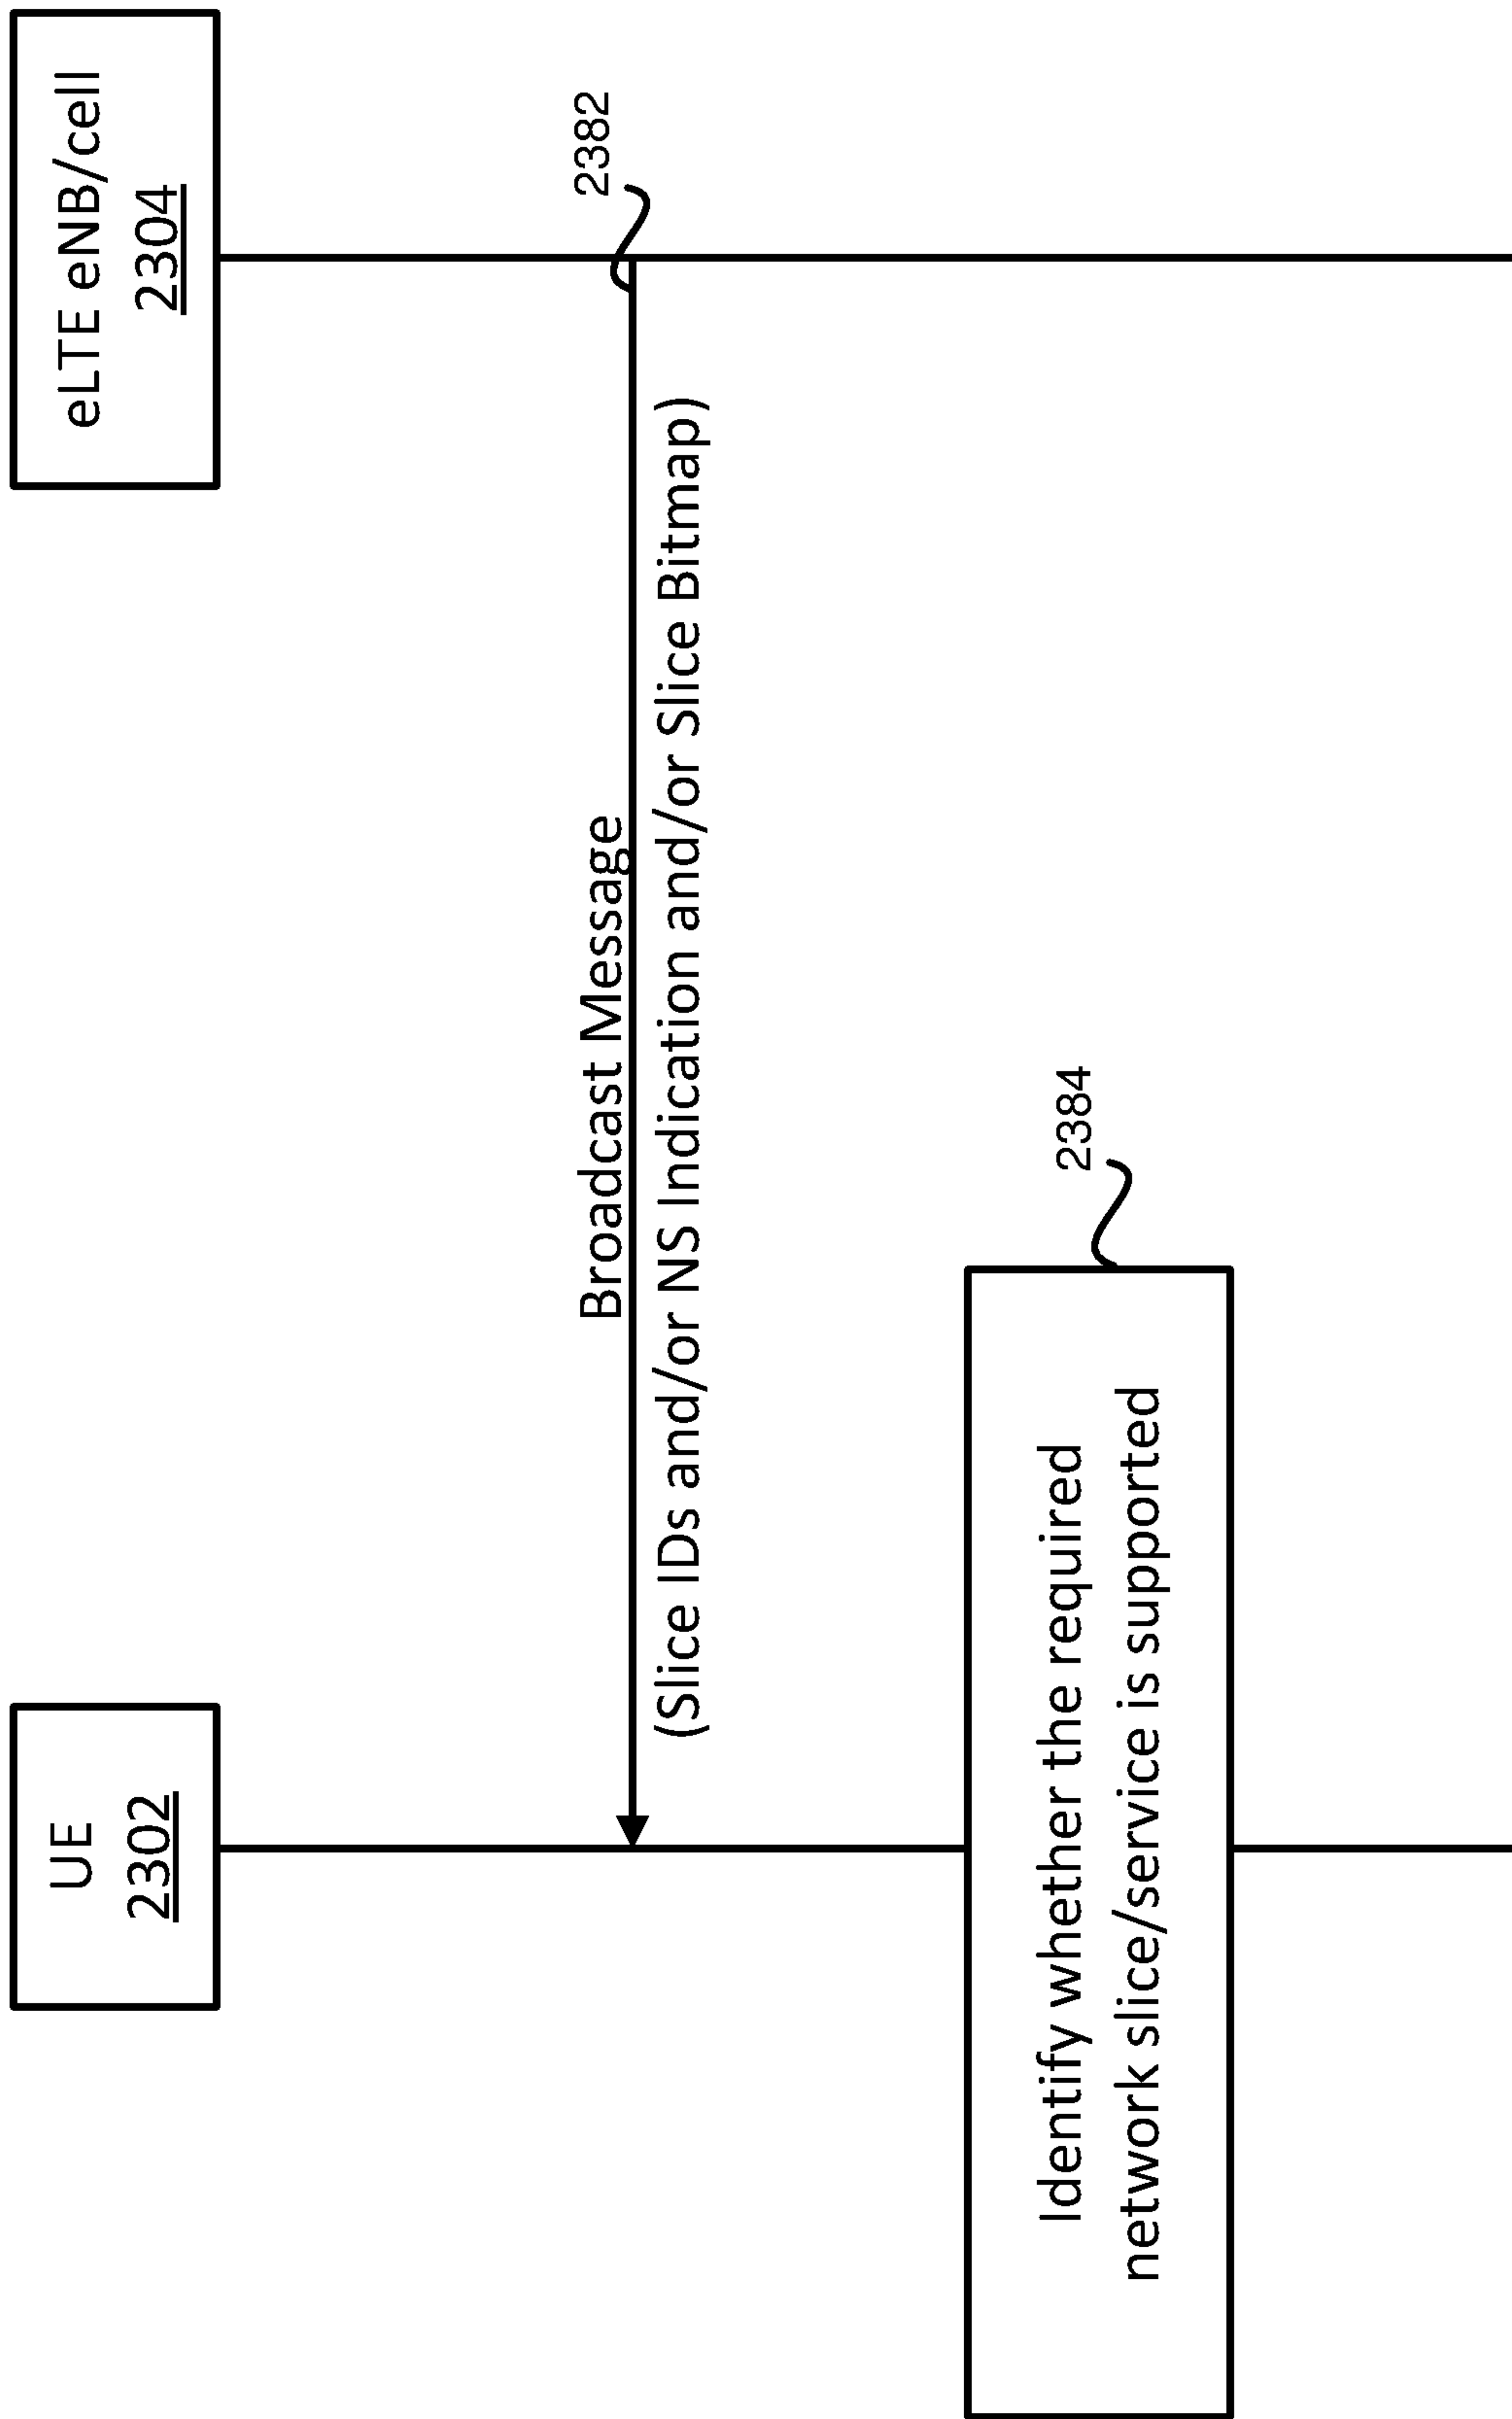 UE
2302
eLTE eNB/cell
2304
2382
Broadcast Message
(Slice IDs and/or NS Indication and/or Slice Bitmap)
2384
Identify whether the required
network slice/service is supported